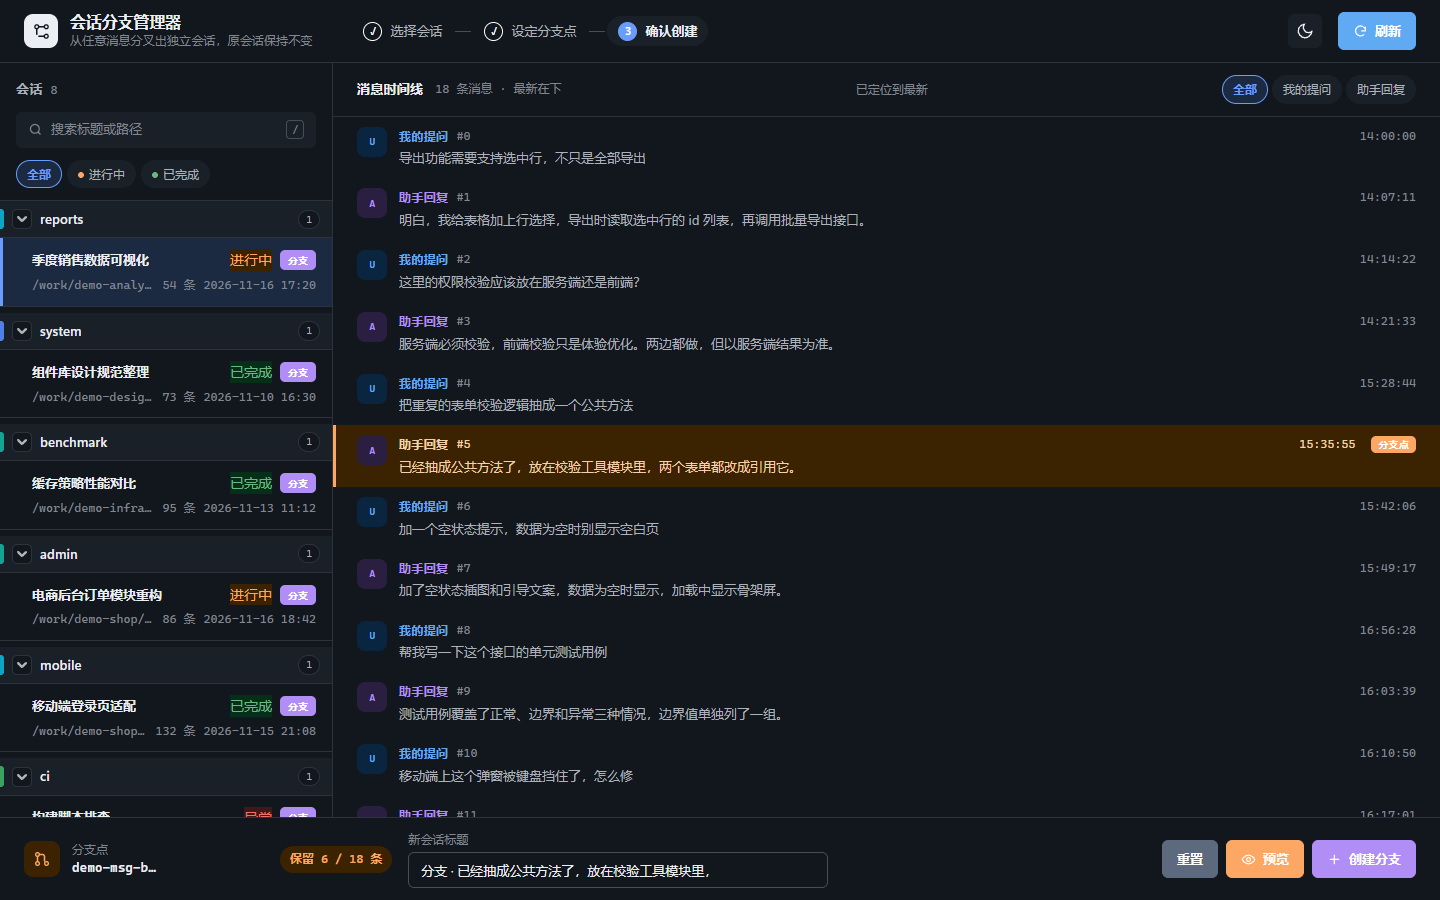 会话分支管理器
从任意消息分叉出独立会话，原会话保持不变
选择会话
设定分支点
3 确认创建
刷新
会话 8
搜索标题或路径 /
全部
进行中
已完成
reports 1
季度销售数据可视化 进行中 分支
/work/demo-analy… 54 条 2026-11-16 17:20
system 1
组件库设计规范整理 已完成 分支
/work/demo-desig… 73 条 2026-11-10 16:30
benchmark 1
缓存策略性能对比 已完成 分支
/work/demo-infra… 95 条 2026-11-13 11:12
admin 1
电商后台订单模块重构 进行中 分支
/work/demo-shop/… 86 条 2026-11-16 18:42
mobile 1
移动端登录页适配 已完成 分支
/work/demo-shop… 132 条 2026-11-15 21:08
ci 1
构建脚本排查 异常 分支
消息时间线 18 条消息 · 最新在下
已定位到最新
全部
我的提问
助手回复
U 我的提问 #0 14:00:00
导出功能需要支持选中行，不只是全部导出
A 助手回复 #1 14:07:11
明白，我给表格加上行选择，导出时读取选中行的 id 列表，再调用批量导出接口。
U 我的提问 #2 14:14:22
这里的权限校验应该放在服务端还是前端？
A 助手回复 #3 14:21:33
服务端必须校验，前端校验只是体验优化。两边都做，但以服务端结果为准。
U 我的提问 #4 15:28:44
把重复的表单校验逻辑抽成一个公共方法
A 助手回复 #5 15:35:55 分支点
已经抽成公共方法了，放在校验工具模块里，两个表单都改成引用它。
U 我的提问 #6 15:42:06
加一个空状态提示，数据为空时别显示空白页
A 助手回复 #7 15:49:17
加了空状态插图和引导文案，数据为空时显示，加载中显示骨架屏。
U 我的提问 #8 16:56:28
帮我写一下这个接口的单元测试用例
A 助手回复 #9 16:03:39
测试用例覆盖了正常、边界和异常三种情况，边界值单独列了一组。
U 我的提问 #10 16:10:50
移动端上这个弹窗被键盘挡住了，怎么修
助手回复 #11 16:17:01
分支点
demo-msg-b…
保留 6 / 18 条
新会话标题
分支 · 已经抽成公共方法了，放在校验工具模块里，
重置
预览
创建分支